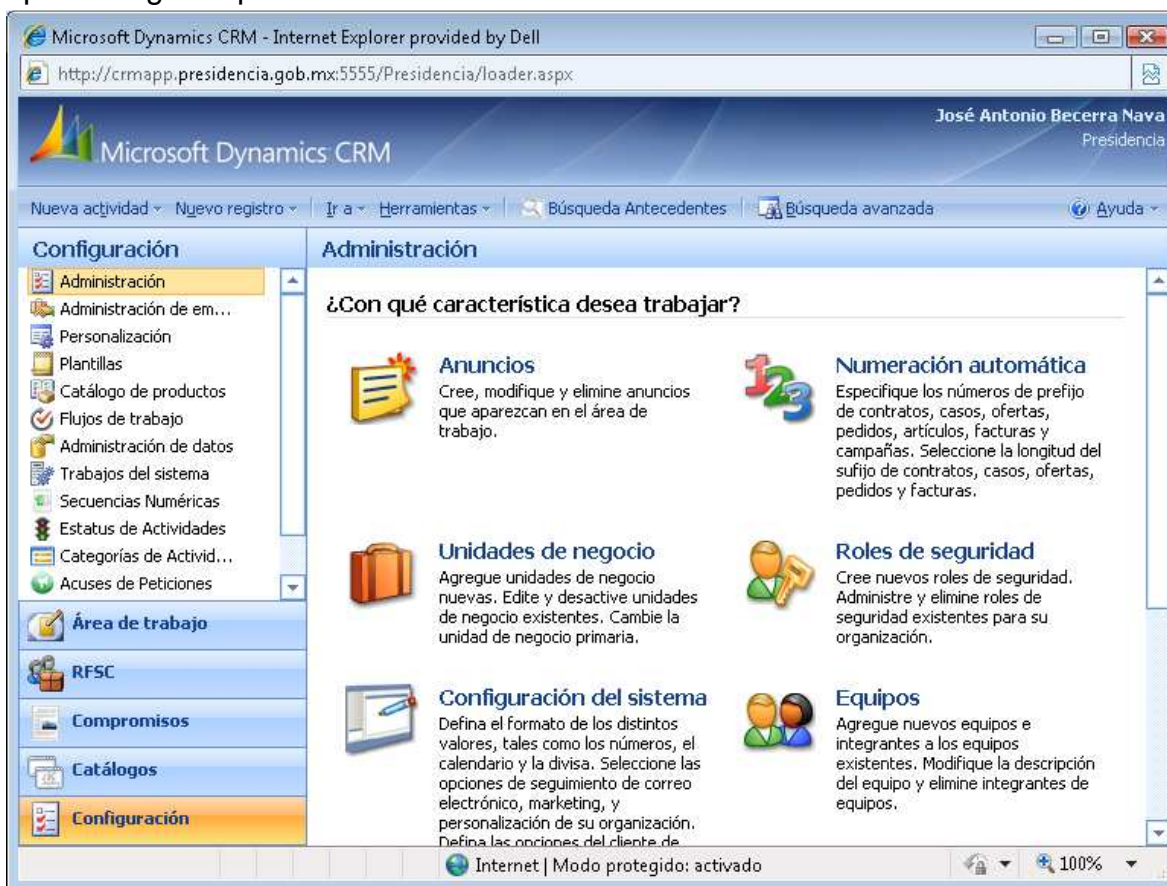 Microsoft Dynamics CRM - Internet Explorer provided by Dell
http://crmapp.presidencia.gob.mx:5555/Presidencia/loader.aspx
José Antonio Becerra Nava
Presidencia
Microsoft Dynamics CRM
Nueva actividad Nuevo registro Ir a Herramientas Búsqueda Antecedentes Búsqueda avanzada Ayuda
Configuración
Administración
Administración de em...
Personalización
Plantillas
Catálogo de productos
Flujos de trabajo
Administración de datos
Trabajos del sistema
Secuencias Numéricas
Estatus de Actividades
Categorías de Activid...
Acuses de Peticiones
Área de trabajo
RFSC
Compromisos
Catálogos
Configuración
Administración
¿Con qué característica desea trabajar?
Anuncios
Cree, modifique y elimine anuncios
que aparezcan en el área de
trabajo.
Numeración automática
Especifique los números de prefijo
de contratos, casos, ofertas,
pedidos, artículos, facturas y
campañas. Seleccione la longitud del
sufijo de contratos, casos, ofertas,
pedidos y facturas.
Unidades de negocio
Agregue unidades de negocio
nuevas. Edite y desactive unidades
de negocio existentes. Cambie la
unidad de negocio primaria.
Roles de seguridad
Cree nuevos roles de seguridad.
Administre y elimine roles de
seguridad existentes para su
organización.
Configuración del sistema
Defina el formato de los distintos
valores, tales como los números, el
calendario y la divisa. Seleccione las
opciones de seguimiento de correo
electrónico, marketing, y
personalización de su organización.
Defina las opciones del cliente de
Equipos
Agregue nuevos equipos e
integrantes a los equipos
existentes. Modifique la descripción
del equipo y elimine integrantes de
equipos.
Internet | Modo protegido: activado 100%